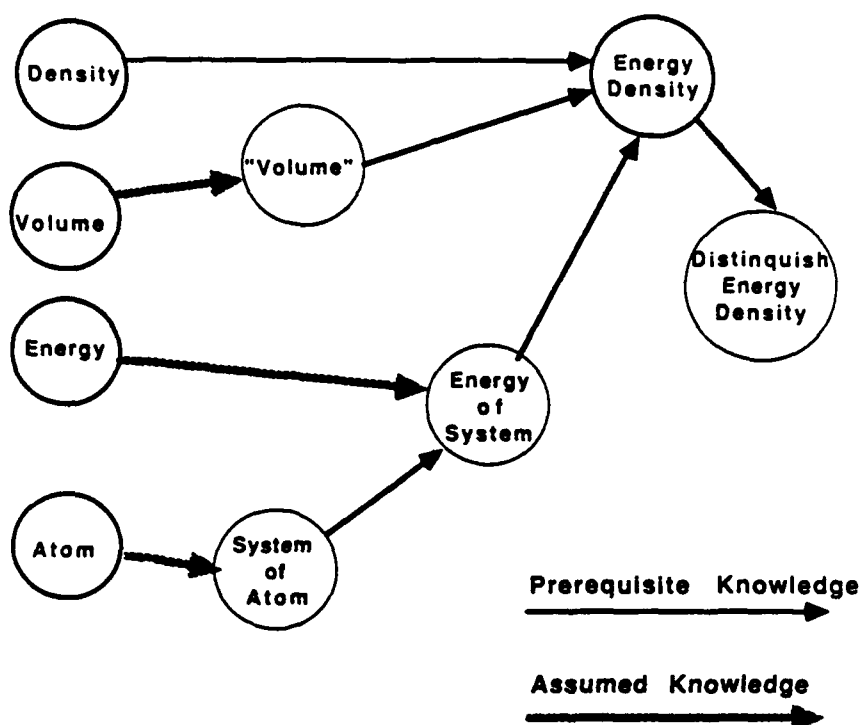 Density
Energy
Density
"Volume"
Volume
Distinquish
Energy
Density
Energy
Energy
of
System
Atom
System
of
Atom
Prerequisite Knowledge
Assumed Knowledge